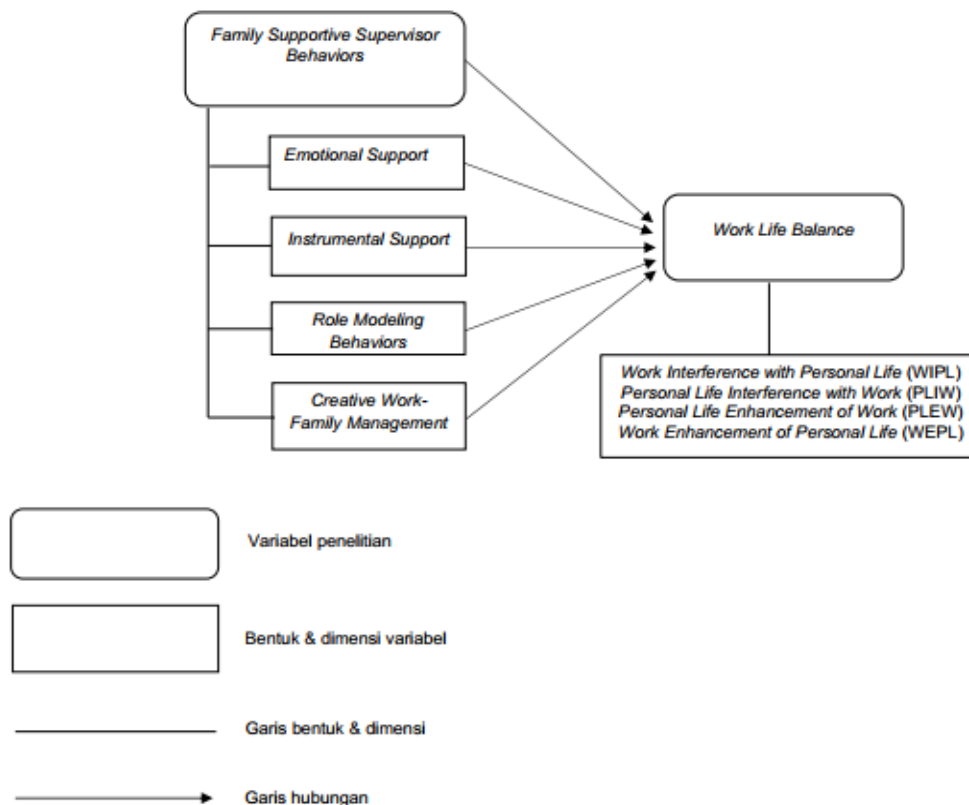 Family Supportive Supervisor
Behaviors
Emotional Support
Instrumental Support
Role Modeling
Behaviors
Creative Work-
Family Management
Work Life Balance
Work Interference with Personal Life (WIPL)
Personal Life Interference with Work (PLIW)
Personal Life Enhancement of Work (PLEW)
Work Enhancement of Personal Life (WEPL)
Variabel penelitian
Bentuk & dimensi variabel
Garis bentuk & dimensi
Garis hubungan